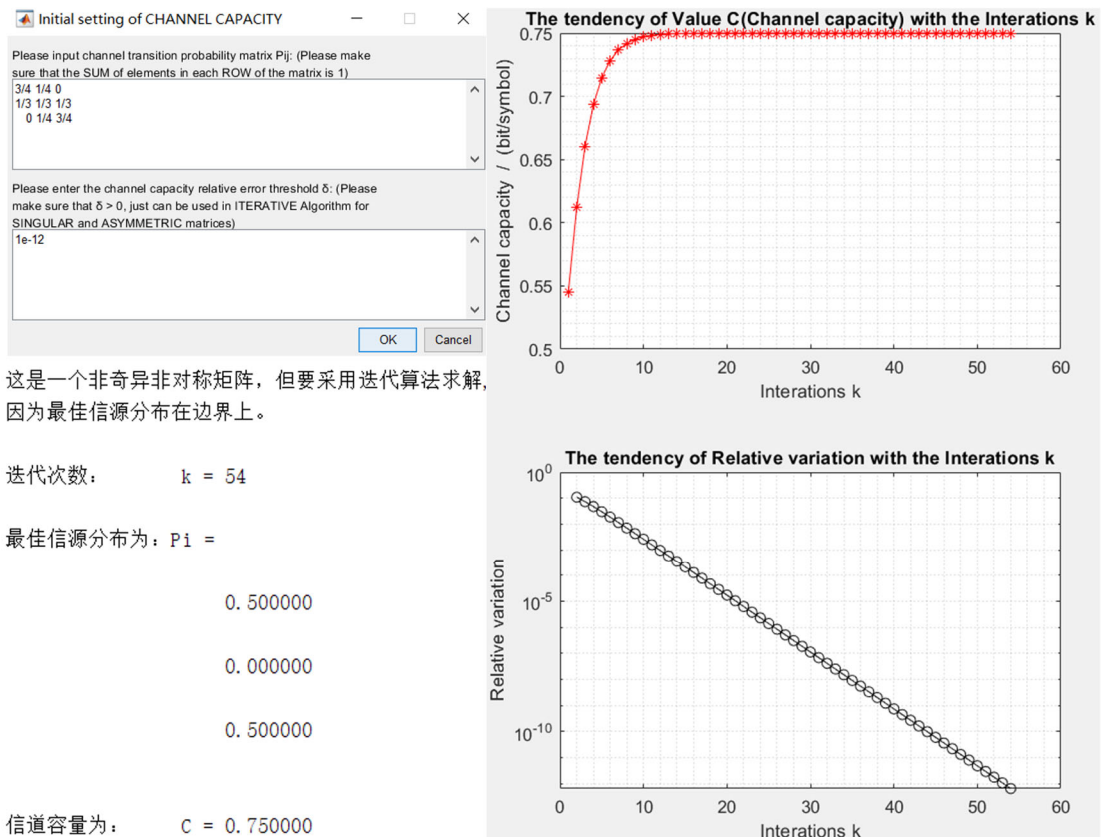 Initial setting of CHANNEL CAPACITY
Please input channel transition probability matrix Pij: (Please make
sure that the SUM of elements in each ROW of the matrix is 1)
3/4 1/4 0
1/3 1/3 1/3
0 1/4 3/4
Please enter the channel capacity relative error threshold δ: (Please
make sure that δ > 0, just can be used in ITERATIVE Algorithm for
SINGULAR and ASYMMETRIC matrices)
1e-12
OK Cancel
这是一个非奇异非对称矩阵，但要采用迭代算法求解,
因为最佳信源分布在边界上。
迭代次数： k = 54
最佳信源分布为：Pi =
0.500000
0.000000
0.500000
信道容量为： C = 0.750000
The tendency of Value C(Channel capacity) with the Interations k
Channel capacity / (bit/symbol)
0.75
0.7
0.65
0.6
0.55
0.5
0 10 20 30 40 50 60
Interations k
The tendency of Relative variation with the Interations k
Relative variation
10^0
10^-5
10^-10
0 10 20 30 40 50 60
Interations k